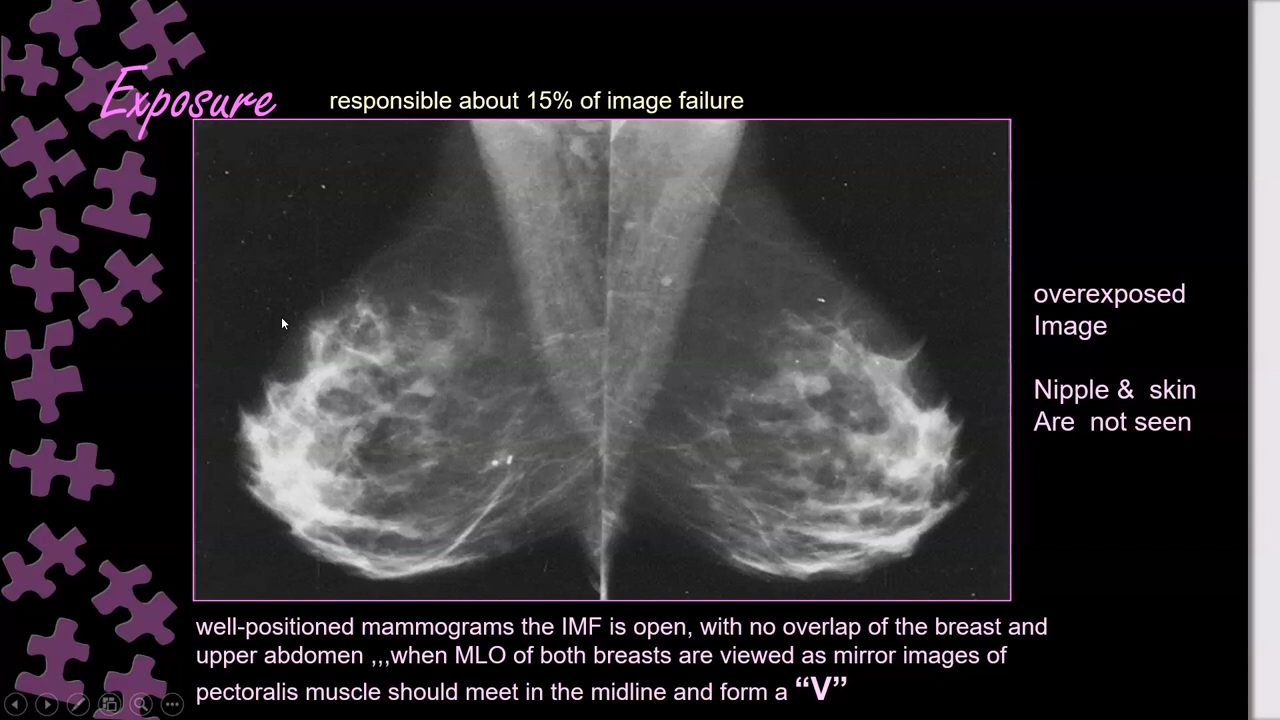 Exposure
responsible about 15% of image failure
overexposed
Image
Nipple & skin
Are not seen
well-positioned mammograms the IMF is open, with no overlap of the breast and
upper abdomen ,,,when MLO of both breasts are viewed as mirror images of
pectoralis muscle should meet in the midline and form a “V”